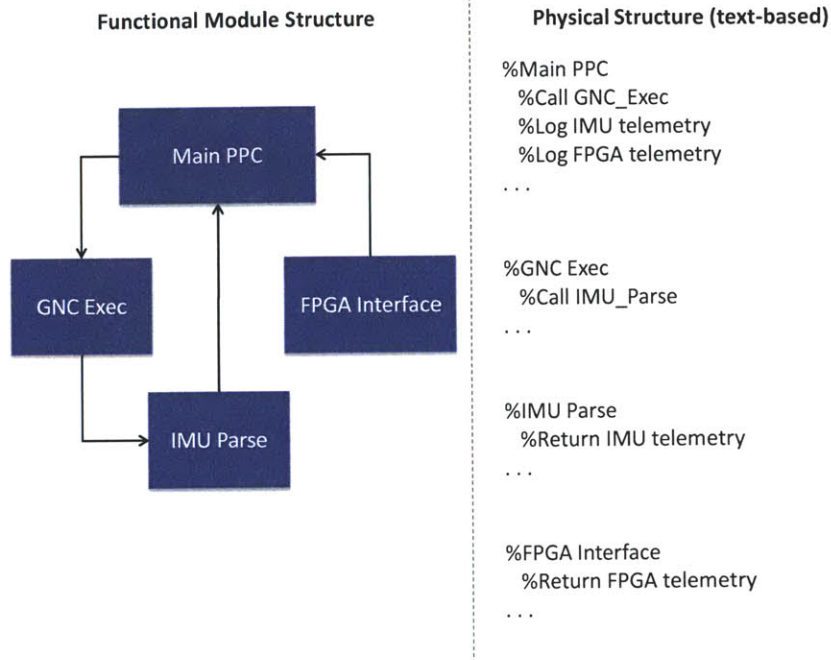 Functional Module Structure
Main PPC
GNC Exec
FPGA Interface
IMU Parse
Physical Structure (text-based)
%Main PPC
%Call GNC_Exec
%Log IMU telemetry
%Log FPGA telemetry
. . .
%GNC Exec
%Call IMU_Parse
. . .
%IMU Parse
%Return IMU telemetry
. . .
%FPGA Interface
%Return FPGA telemetry
. . .